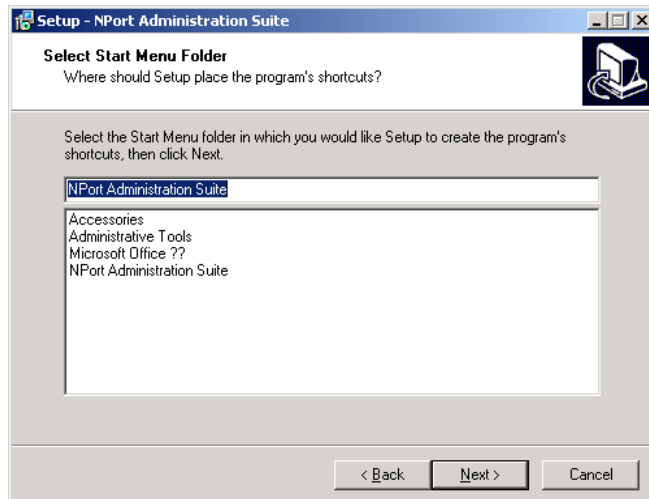 Setup - NPort Administration Suite
Select Start Menu Folder
Where should Setup place the program's shortcuts?
Select the Start Menu folder in which you would like Setup to create the program's
shortcuts, then click Next.
NPort Administration Suite
Accessories
Administrative Tools
Microsoft Office ??
NPort Administration Suite
< Back
Next >
Cancel